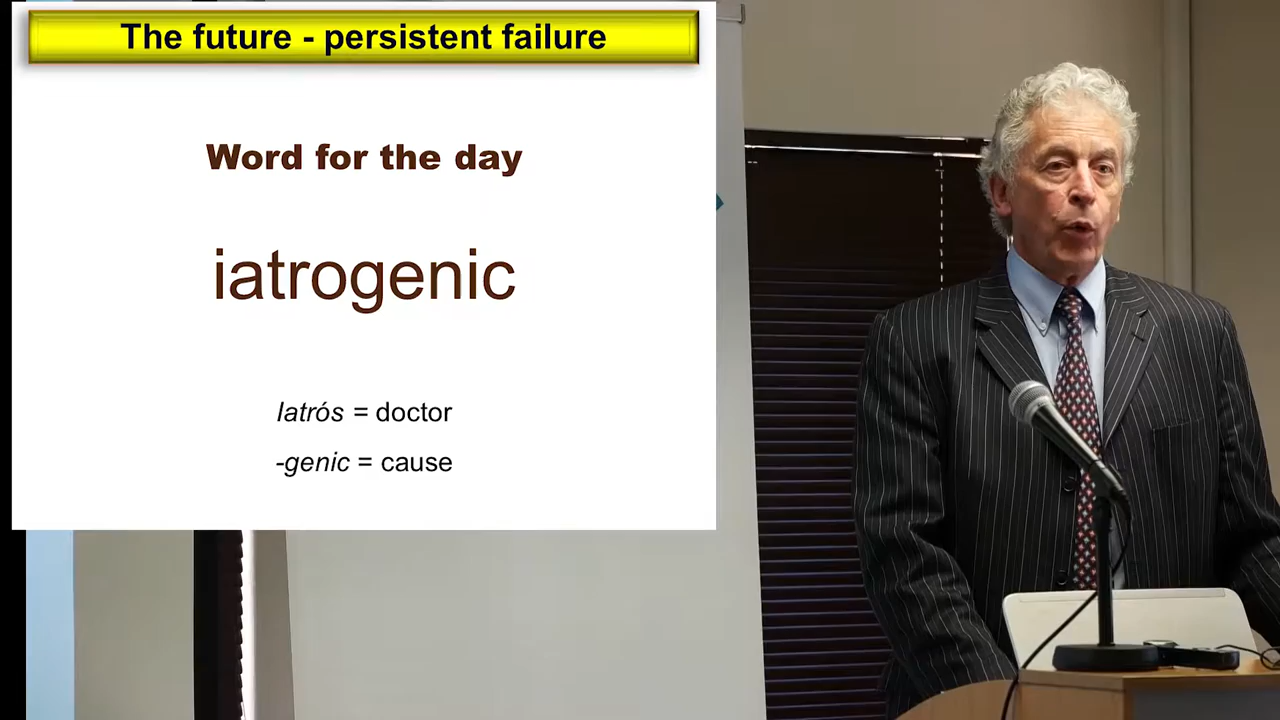 The future - persistent failure
Word for the day
iatrogenic
Iatrós = doctor
-genic = cause